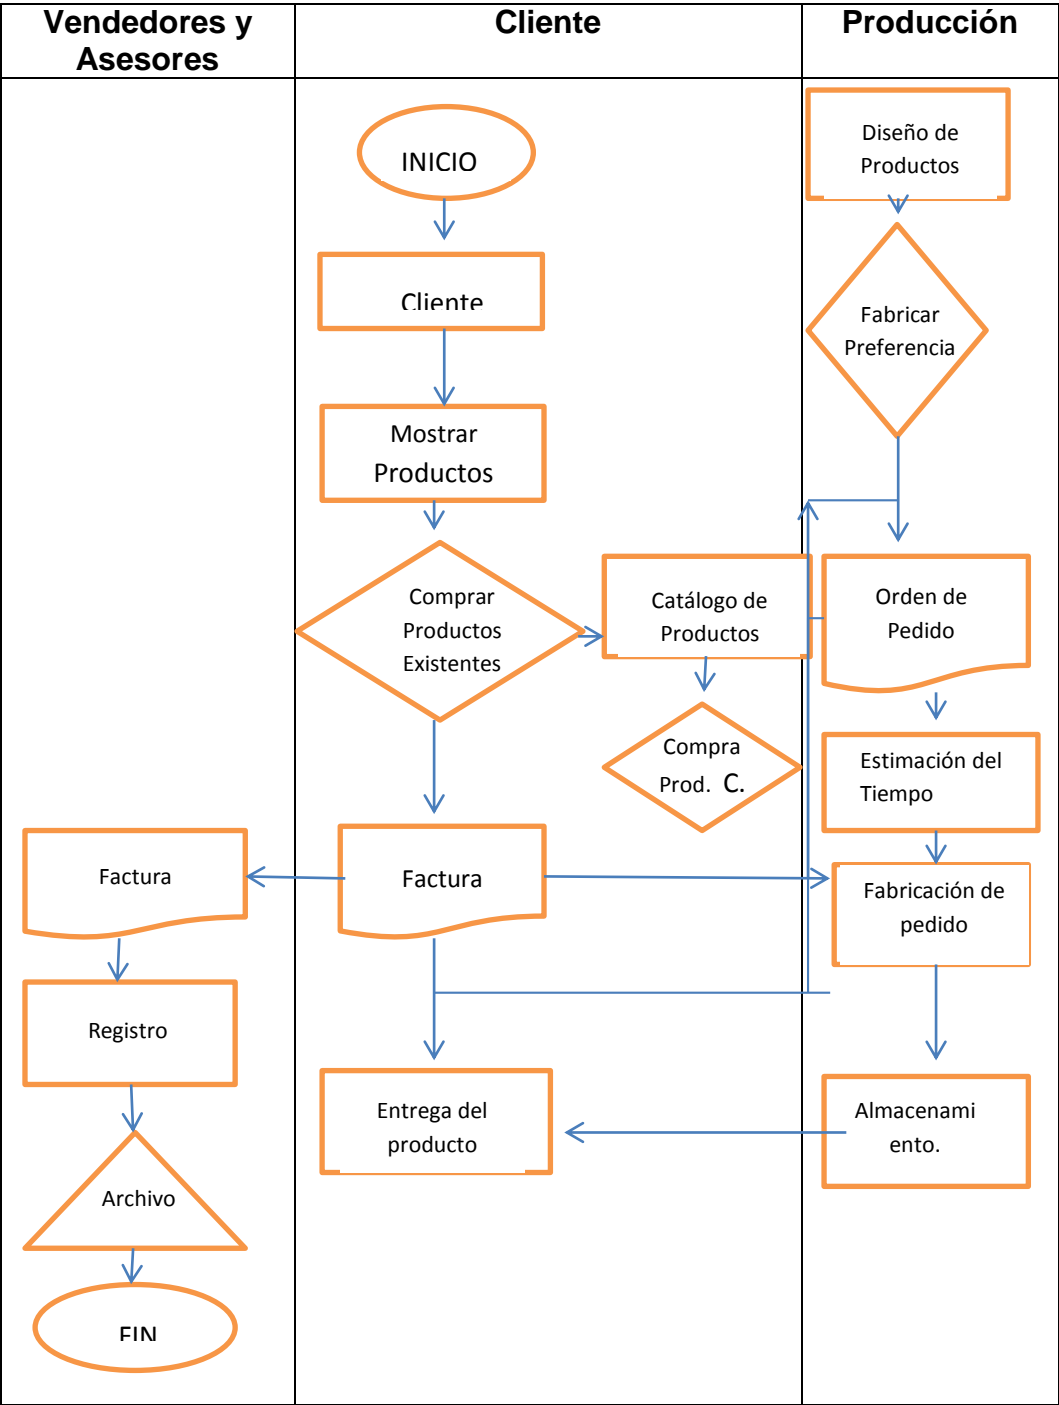 Vendedores y
Asesores
Cliente
Producción
INICIO
Cliente
Mostrar
Productos
Comprar
Productos
Existentes
Catálogo de
Productos
Compra
Prod. C.
Factura
Entrega del
producto
Diseño de
Productos
Fabricar
Preferencia
Orden de
Pedido
Estimación del
Tiempo
Fabricación de
pedido
Almacenami
ento.
Factura
Registro
Archivo
FIN